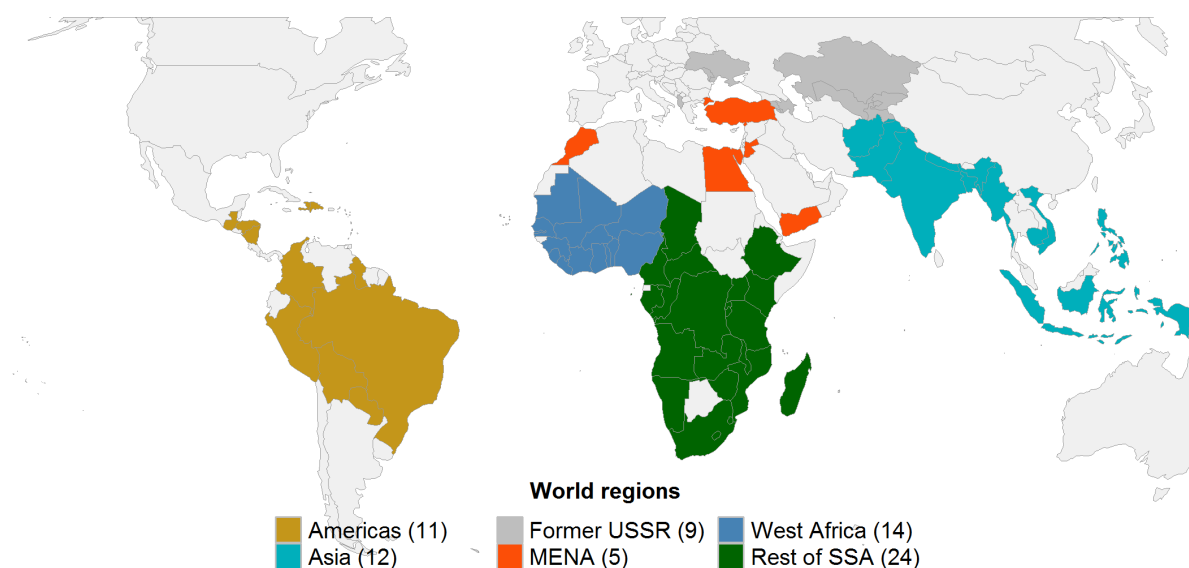 World regions
Americas (11) Former USSR (9) West Africa (14)
Asia (12) MENA (5) Rest of SSA (24)